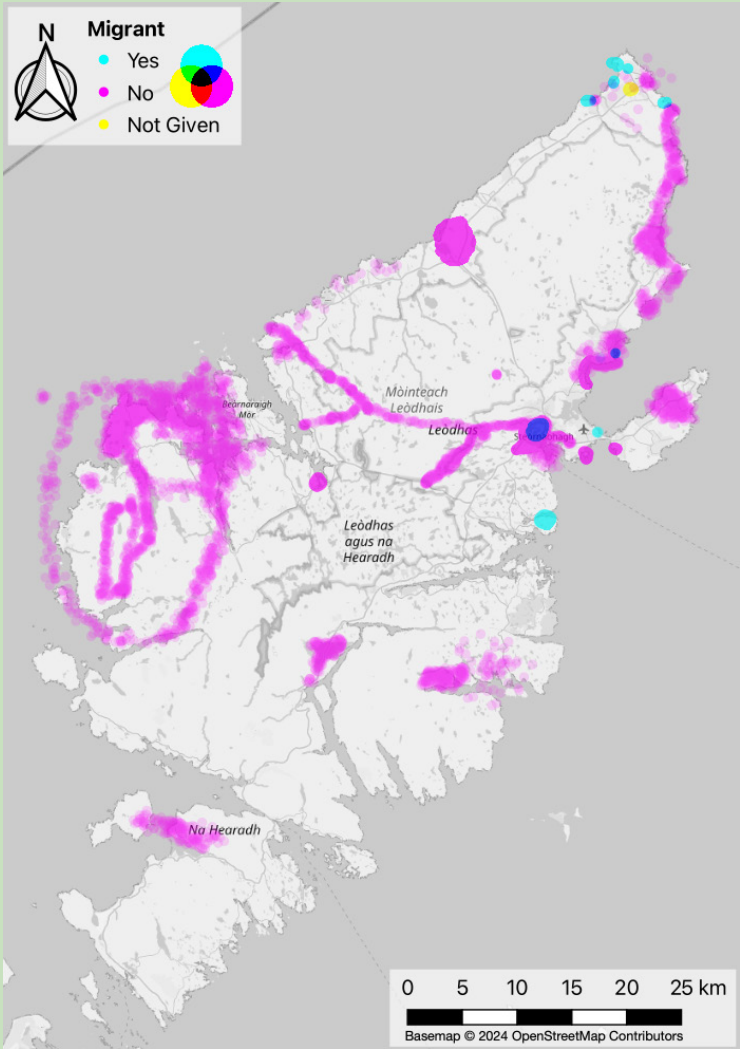 N
Migrant
Yes
No
Not Given
Beàrnaraigh
Mòr
Mòinteach
Leòdhais
Leòdhas
Steòrnabhagh
Leòdhas
agus na
Hearadh
Na Hearadh
0 5 10 15 20 25 km
Basemap © 2024 OpenStreetMap Contributors